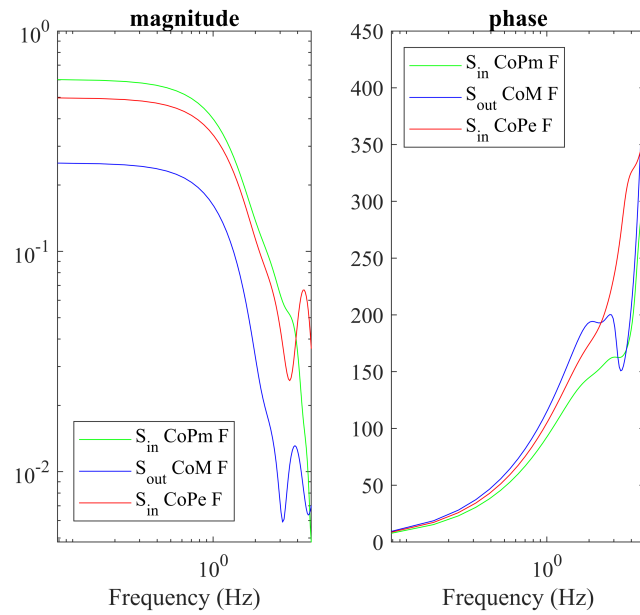 magnitude
10^0
10^-1
10^-2
S_in CoPm F
S_out CoM F
S_in CoPe F
10^0
Frequency (Hz)
phase
450
400
350
300
250
200
150
100
50
0
S_in CoPm F
S_out CoM F
S_in CoPe F
10^0
Frequency (Hz)